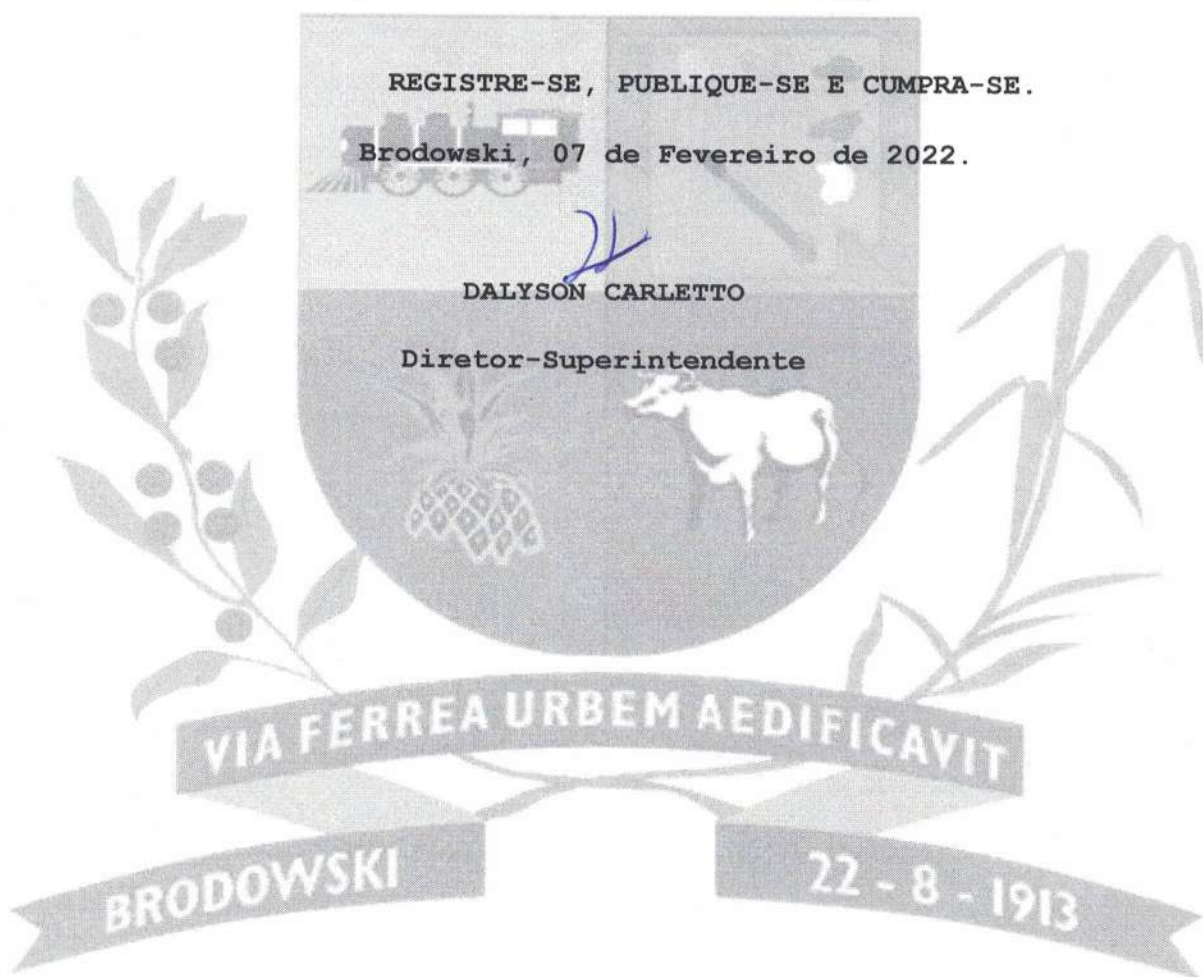 REGISTRE-SE, PUBLIQUE-SE E CUMPRA-SE.
Brodowski, 07 de Fevereiro de 2022.
DALYSON CARLETTO
Diretor-Superintendente
VIA FERREA URBEM AEDIFICAVIT
BRODOWSKI
22 - 8 - 1913